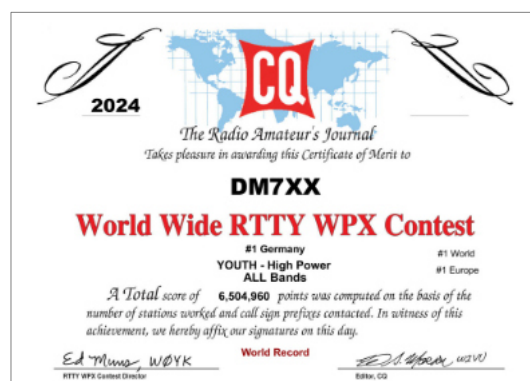 CQ
2024
The Radio Amateur's Journal
Takes pleasure in awarding this Certificate of Merit to
DM7XX
World Wide RTTY WPX Contest
#1 Germany
#1 World
YOUTH - High Power
#1 Europe
ALL Bands
A Total score of 6,504,960 points was computed on the basis of the
number of stations worked and call sign prefixes contacted. In witness of this
achievement, we hereby affix our signatures on this day.
World Record
Ed Muns, WØYK
RTTY WPX Contest Director
Editor, CQ